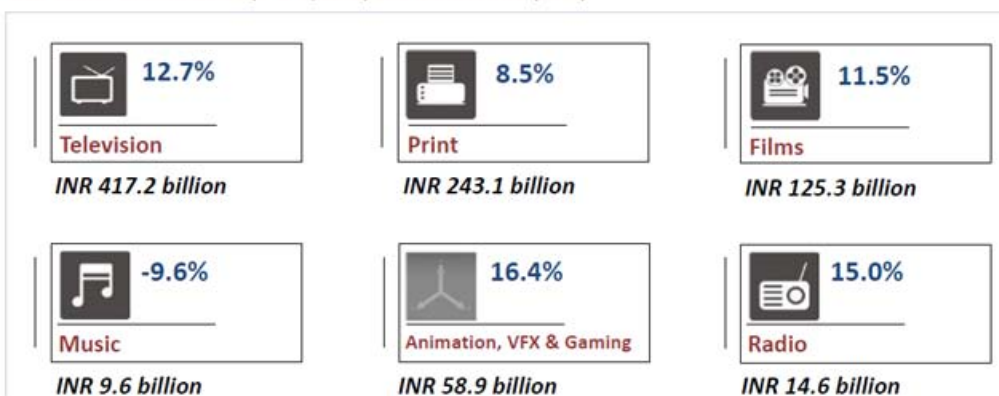 12.7%
Television
INR 417.2 billion
8.5%
Print
INR 243.1 billion
11.5%
Films
INR 125.3 billion
-9.6%
Music
INR 9.6 billion
16.4%
Animation, VFX & Gaming
INR 58.9 billion
15.0%
Radio
INR 14.6 billion